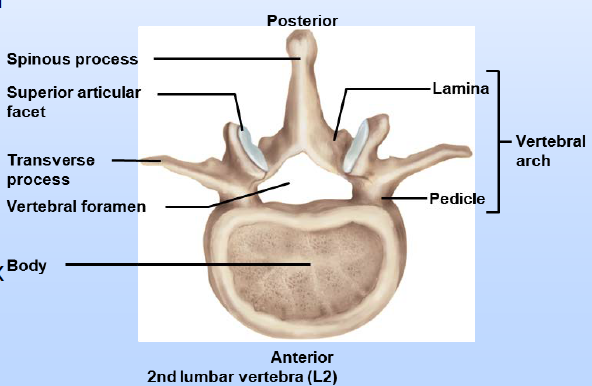 Posterior
Spinous process
Superior articular
facet
Lamina
Vertebral
arch
Transverse
process
Pedicle
Vertebral foramen
Body
Anterior
2nd lumbar vertebra (L2)